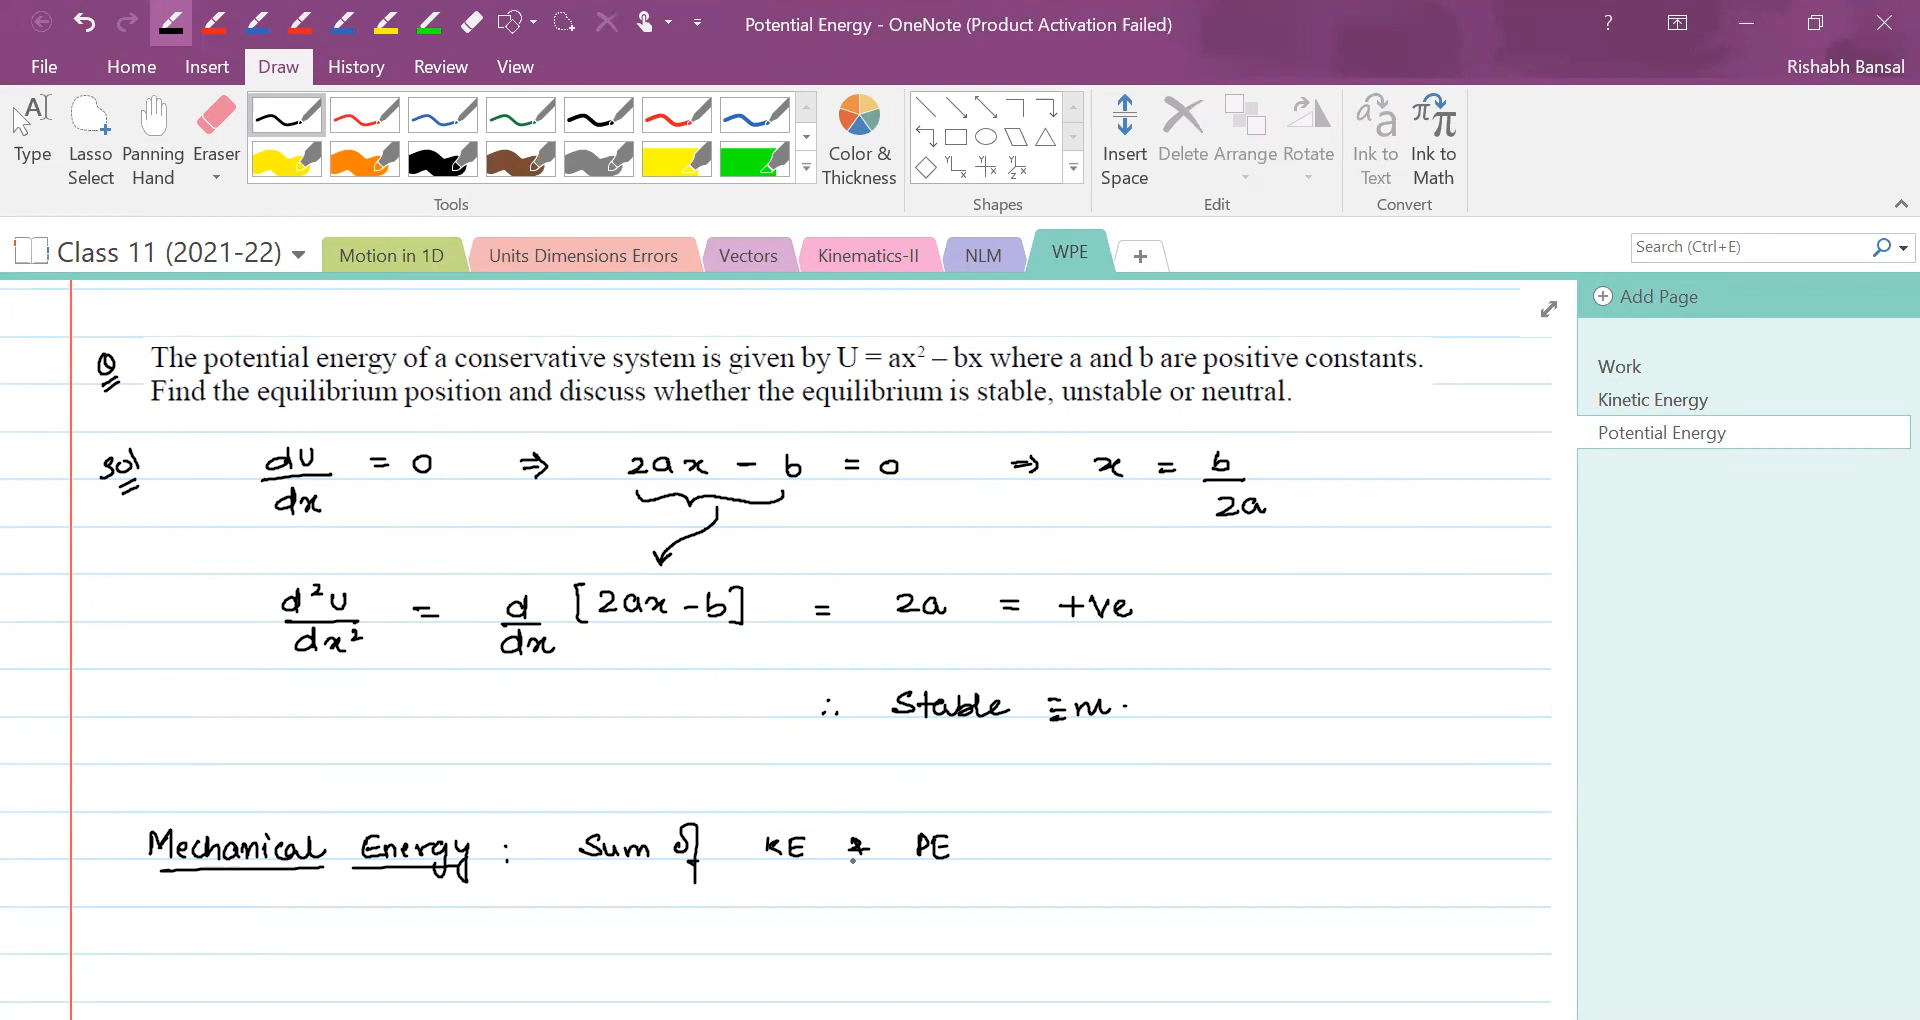 Potential Energy - OneNote (Product Activation Failed)
?
File Home Insert Draw History Review View
Rishabh Bansal
Type
Lasso Select
Panning Hand
Eraser
Color & Thickness
Insert Space
Delete
Arrange
Rotate
Ink to Text
Ink to Math
Tools
Shapes
Edit
Convert
Class 11 (2021-22)
Motion in 1D
Units Dimensions Errors
Vectors
Kinematics-II
NLM
WPE
Search (Ctrl+E)
Add Page
Work
Kinetic Energy
Potential Energy
Q The potential energy of a conservative system is given by U = ax² – bx where a and b are positive constants.
Find the equilibrium position and discuss whether the equilibrium is stable, unstable or neutral.
Sol dU/dx = 0 ⇒ 2ax - b = 0 ⇒ x = b/2a
d²U/dx² = d/dx [2ax - b] = 2a = +ve
∴ Stable ≡m.
Mechanical Energy : Sum of KE & PE